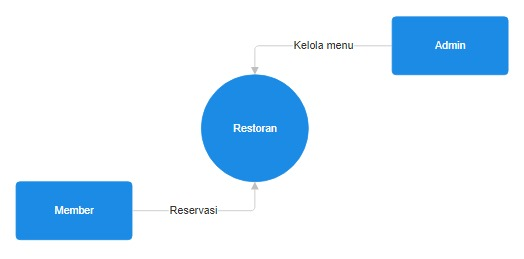 Kelola menu
Admin
Restoran
Member
Reservasi